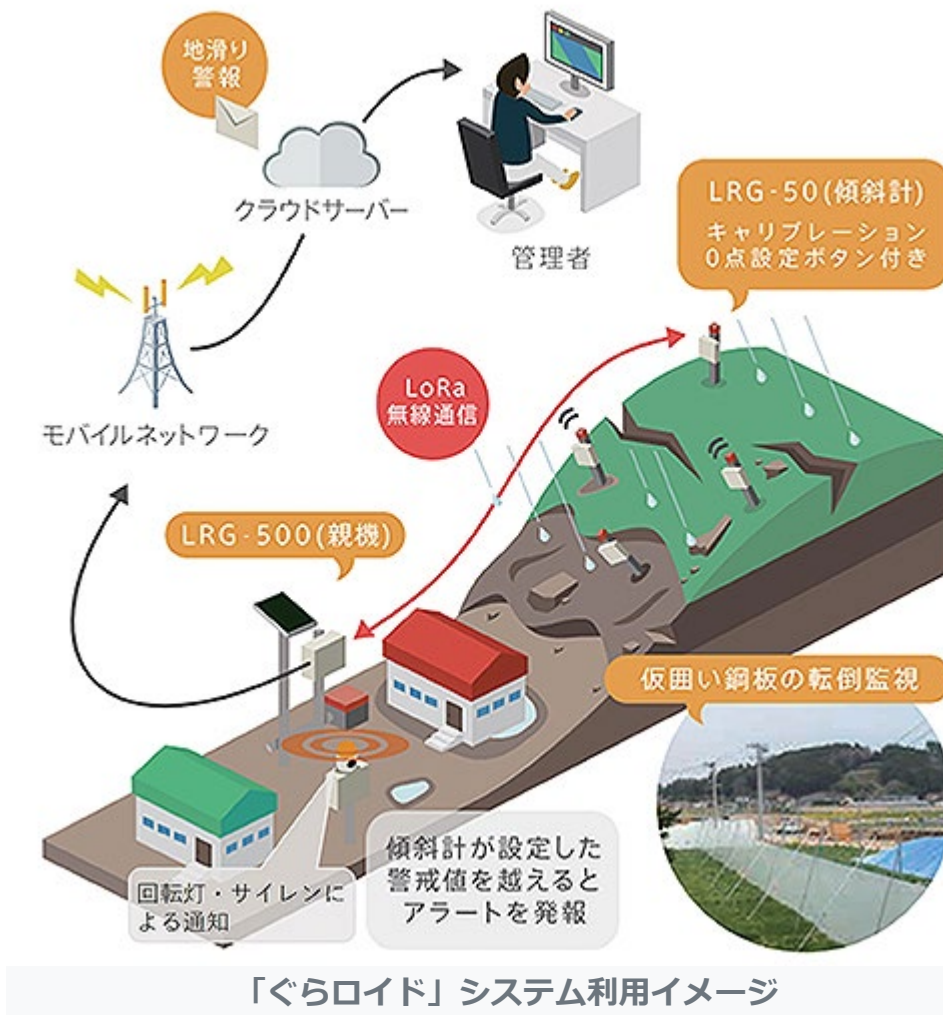 地滑り
警報
クラウドサーバー
管理者
LRG-50(傾斜計)
キャリブレーション
0点設定ボタン付き
モバイルネットワーク
LoRa
無線通信
LRG-500(親機)
仮囲い鋼板の転倒監視
回転灯・サイレンに
よる通知
傾斜計が設定した
警戒値を越えると
アラートを発報
「ぐらロイド」システム利用イメージ